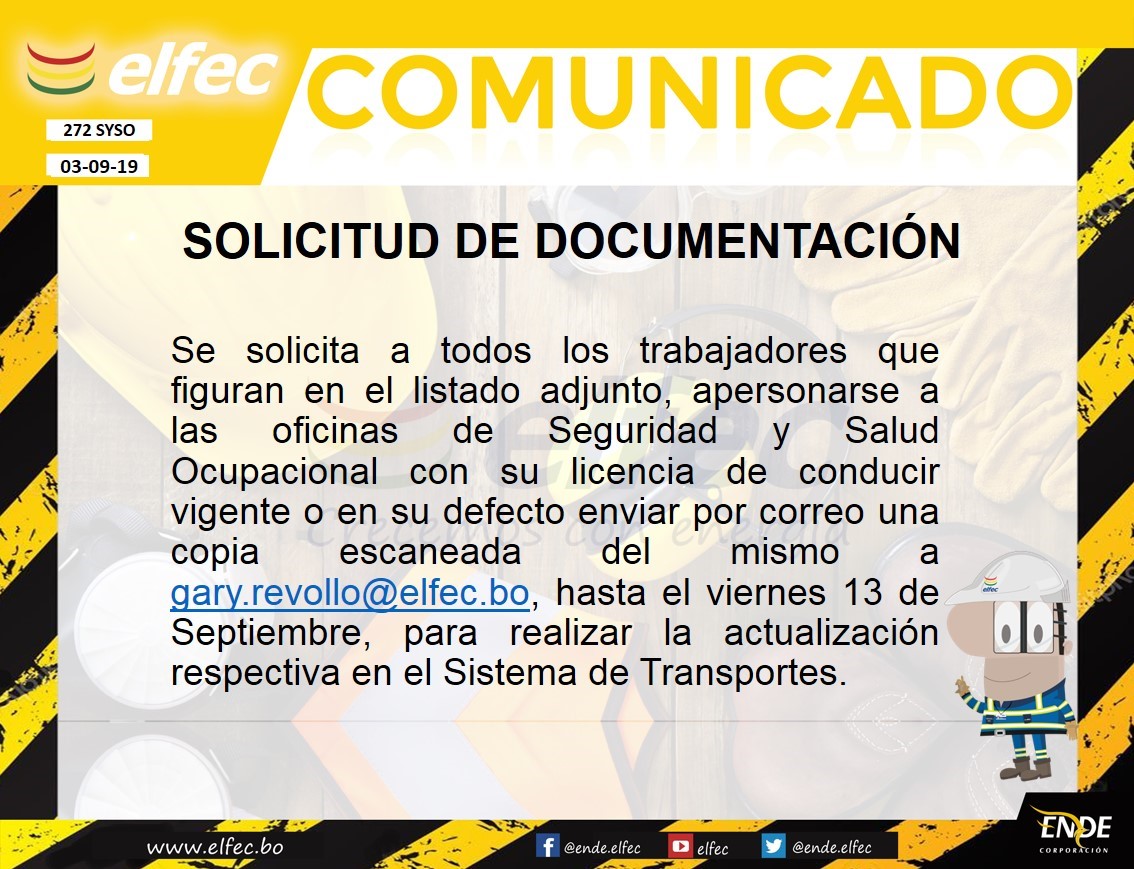 elfec
COMUNICADO
272 SYSO
03-09-19
SOLICITUD DE DOCUMENTACIÓN
Se solicita a todos los trabajadores que
figuran en el listado adjunto, apersonarse a
las oficinas de Seguridad y Salud
Ocupacional con su licencia de conducir
vigente o en su defecto enviar por correo una
copia escaneada del mismo a
gary.revollo@elfec.bo, hasta el viernes 13 de
Septiembre, para realizar la actualización
respectiva en el Sistema de Transportes.
elfec
Crecemos con energía
elfec
www.elfec.bo
@ende.elfec
elfec
@ende.elfec
ENDE
CORPORACIÓN